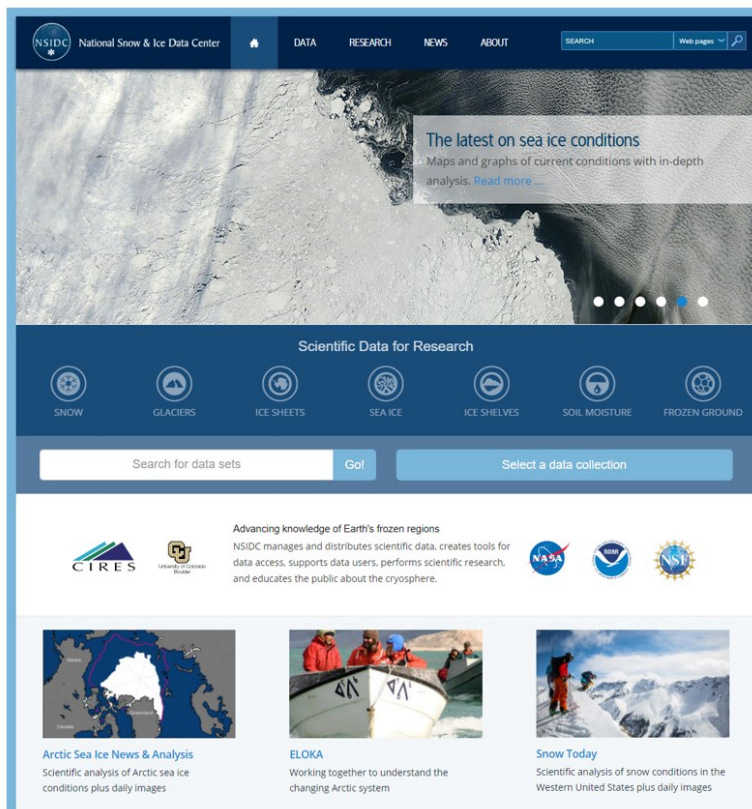 NSIDC
National Snow & Ice Data Center
DATA
RESEARCH
NEWS
ABOUT
SEARCH
Web pages
The latest on sea ice conditions
Maps and graphs of current conditions with in-depth
analysis. Read more ...
Scientific Data for Research
SNOW
GLACIERS
ICE SHEETS
SEA ICE
ICE SHELVES
SOIL MOISTURE
FROZEN GROUND
Search for data sets
Go!
Select a data collection
CIRES
CU
University of Colorado
Boulder
Advancing knowledge of Earth's frozen regions
NSIDC manages and distributes scientific data, creates tools for
data access, supports data users, performs scientific research,
and educates the public about the cryosphere.
NASA
NOAA
NSF
Alaska
Canada
Greenland
Arctic Sea Ice News & Analysis
Scientific analysis of Arctic sea ice
conditions plus daily images
ELOKA
Working together to understand the
changing Arctic system
Snow Today
Scientific analysis of snow conditions in the
Western United States plus daily images